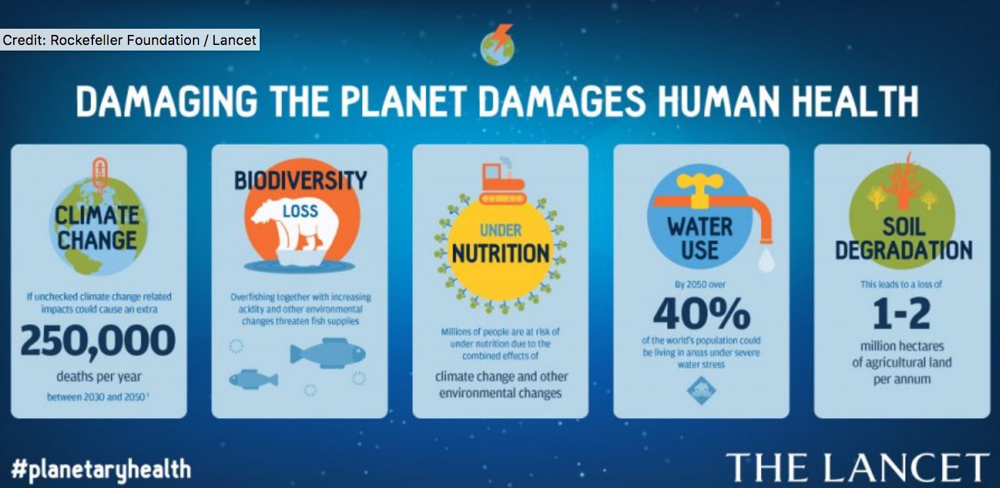 Credit: Rockefeller Foundation / Lancet
DAMAGING THE PLANET DAMAGES HUMAN HEALTH
CLIMATE
CHANGE
If unchecked climate change related
impacts could cause an extra
250,000
deaths per year
between 2030 and 2050¹
BIODIVERSITY
LOSS
Overfishing together with increasing
acidity and other environmental
changes threaten fish supplies
UNDER
NUTRITION
Millions of people are at risk of
under nutrition due to the
combined effects of
climate change and other
environmental changes
WATER
USE
By 2050 over
40%
of the world's population could
be living in areas under severe
water stress
SOIL
DEGRADATION
This leads to a loss of
1-2
million hectares
of agricultural land
per annum
#planetaryhealth
THE LANCET